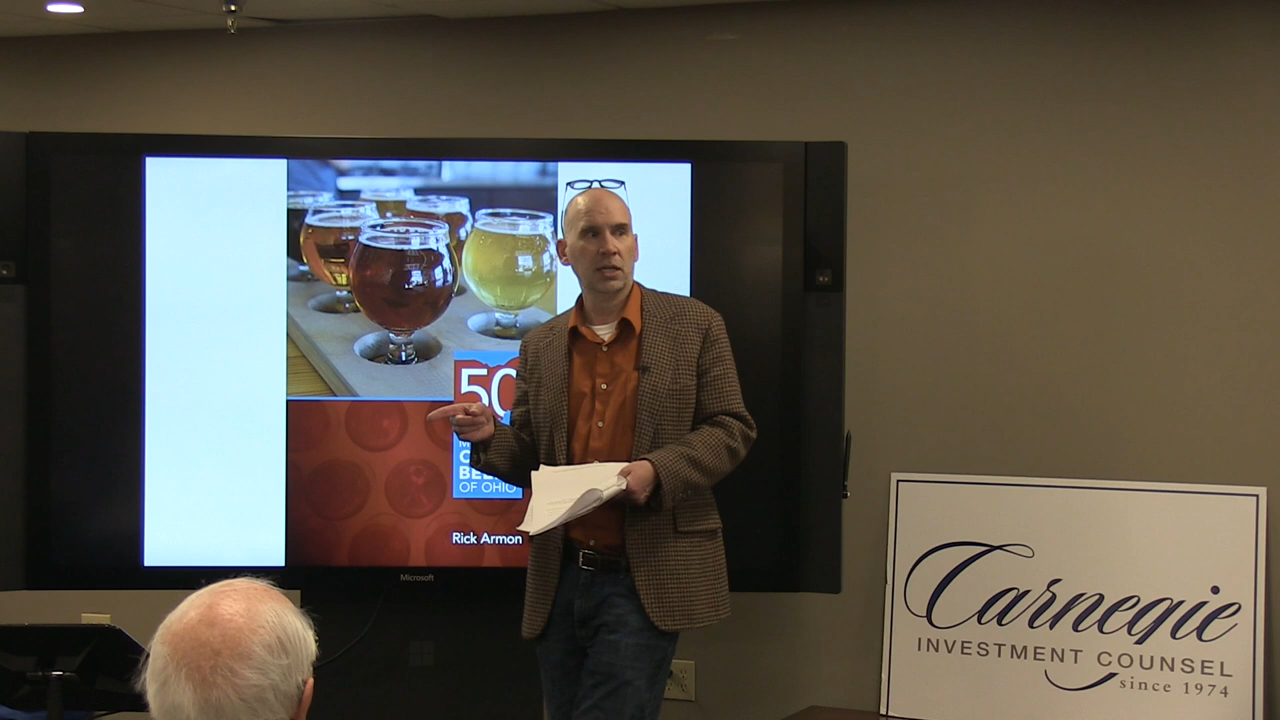 50
BEE
OF OHIO
Rick Armon
Microsoft
Carnegie
INVESTMENT COUNSEL
since 1974